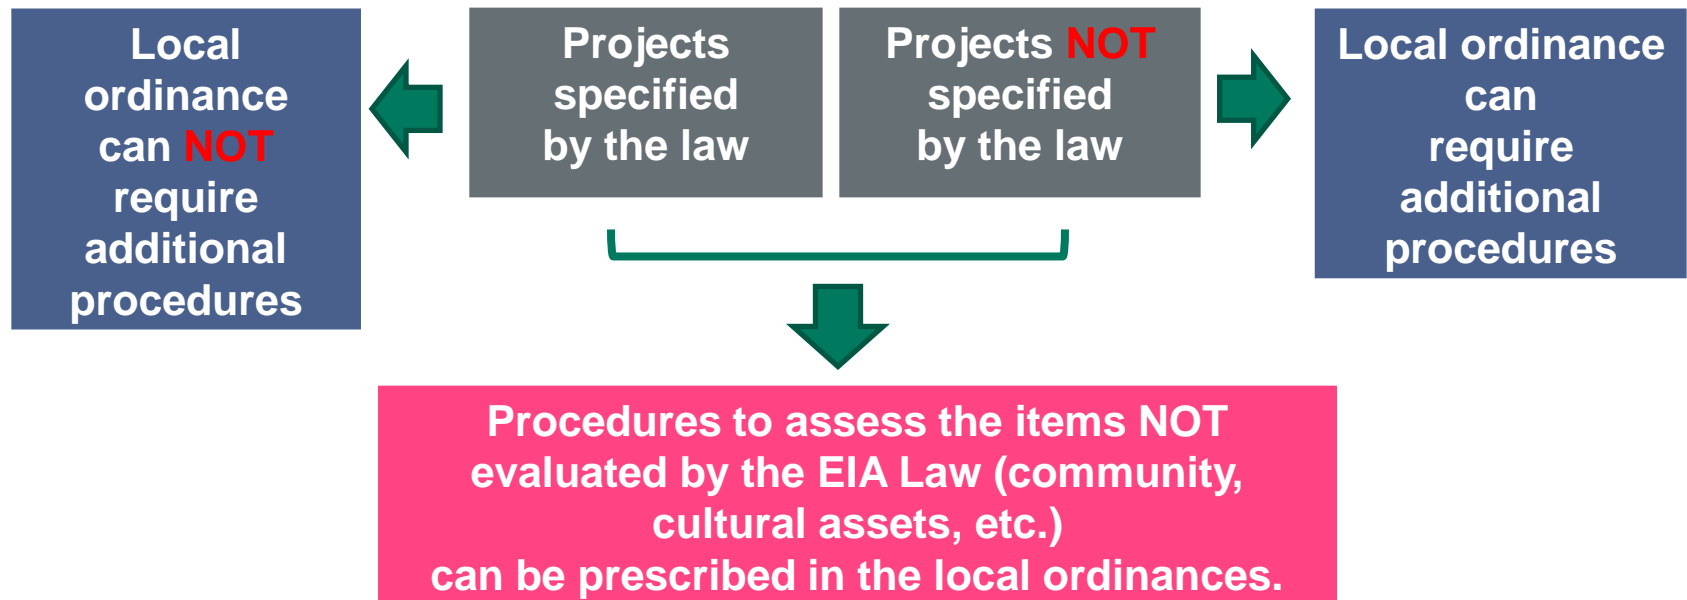 Local
ordinance
can NOT
require
additional
procedures
Projects
specified
by the law
Projects NOT
specified
by the law
Local ordinance
can
require
additional
procedures
Procedures to assess the items NOT
evaluated by the EIA Law (community,
cultural assets, etc.)
can be prescribed in the local ordinances.